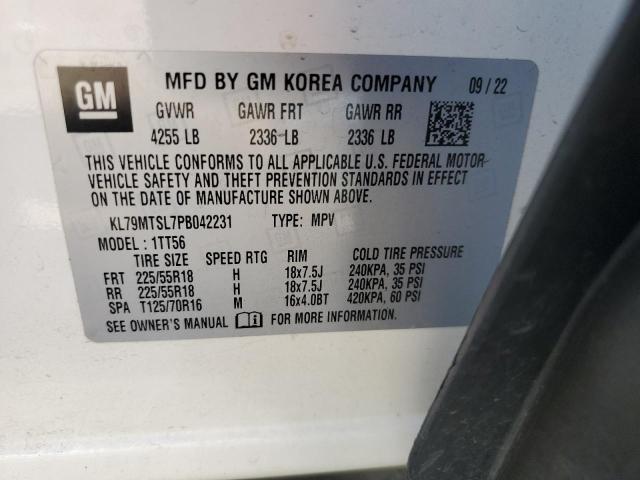 GM
MFD BY GM KOREA COMPANY 09/22
GVWR GAWR FRT GAWR RR
4255 LB 2336 LB 2336 LB
THIS VEHICLE CONFORMS TO ALL APPLICABLE U.S. FEDERAL MOTOR
VEHICLE SAFETY AND THEFT PREVENTION STANDARDS IN EFFECT
ON THE DATE OF MANUFACTURE SHOWN ABOVE.
KL79MTSL7PB042231 TYPE: MPV
MODEL: 1TT56
TIRE SIZE SPEED RTG RIM COLD TIRE PRESSURE
FRT 225/55R18 H 18x7.5J 240KPA, 35 PSI
RR 225/55R18 H 18x7.5J 240KPA, 35 PSI
SPA T125/70R16 M 16x4.0BT 420KPA, 60 PSI
SEE OWNER'S MANUAL FOR MORE INFORMATION.